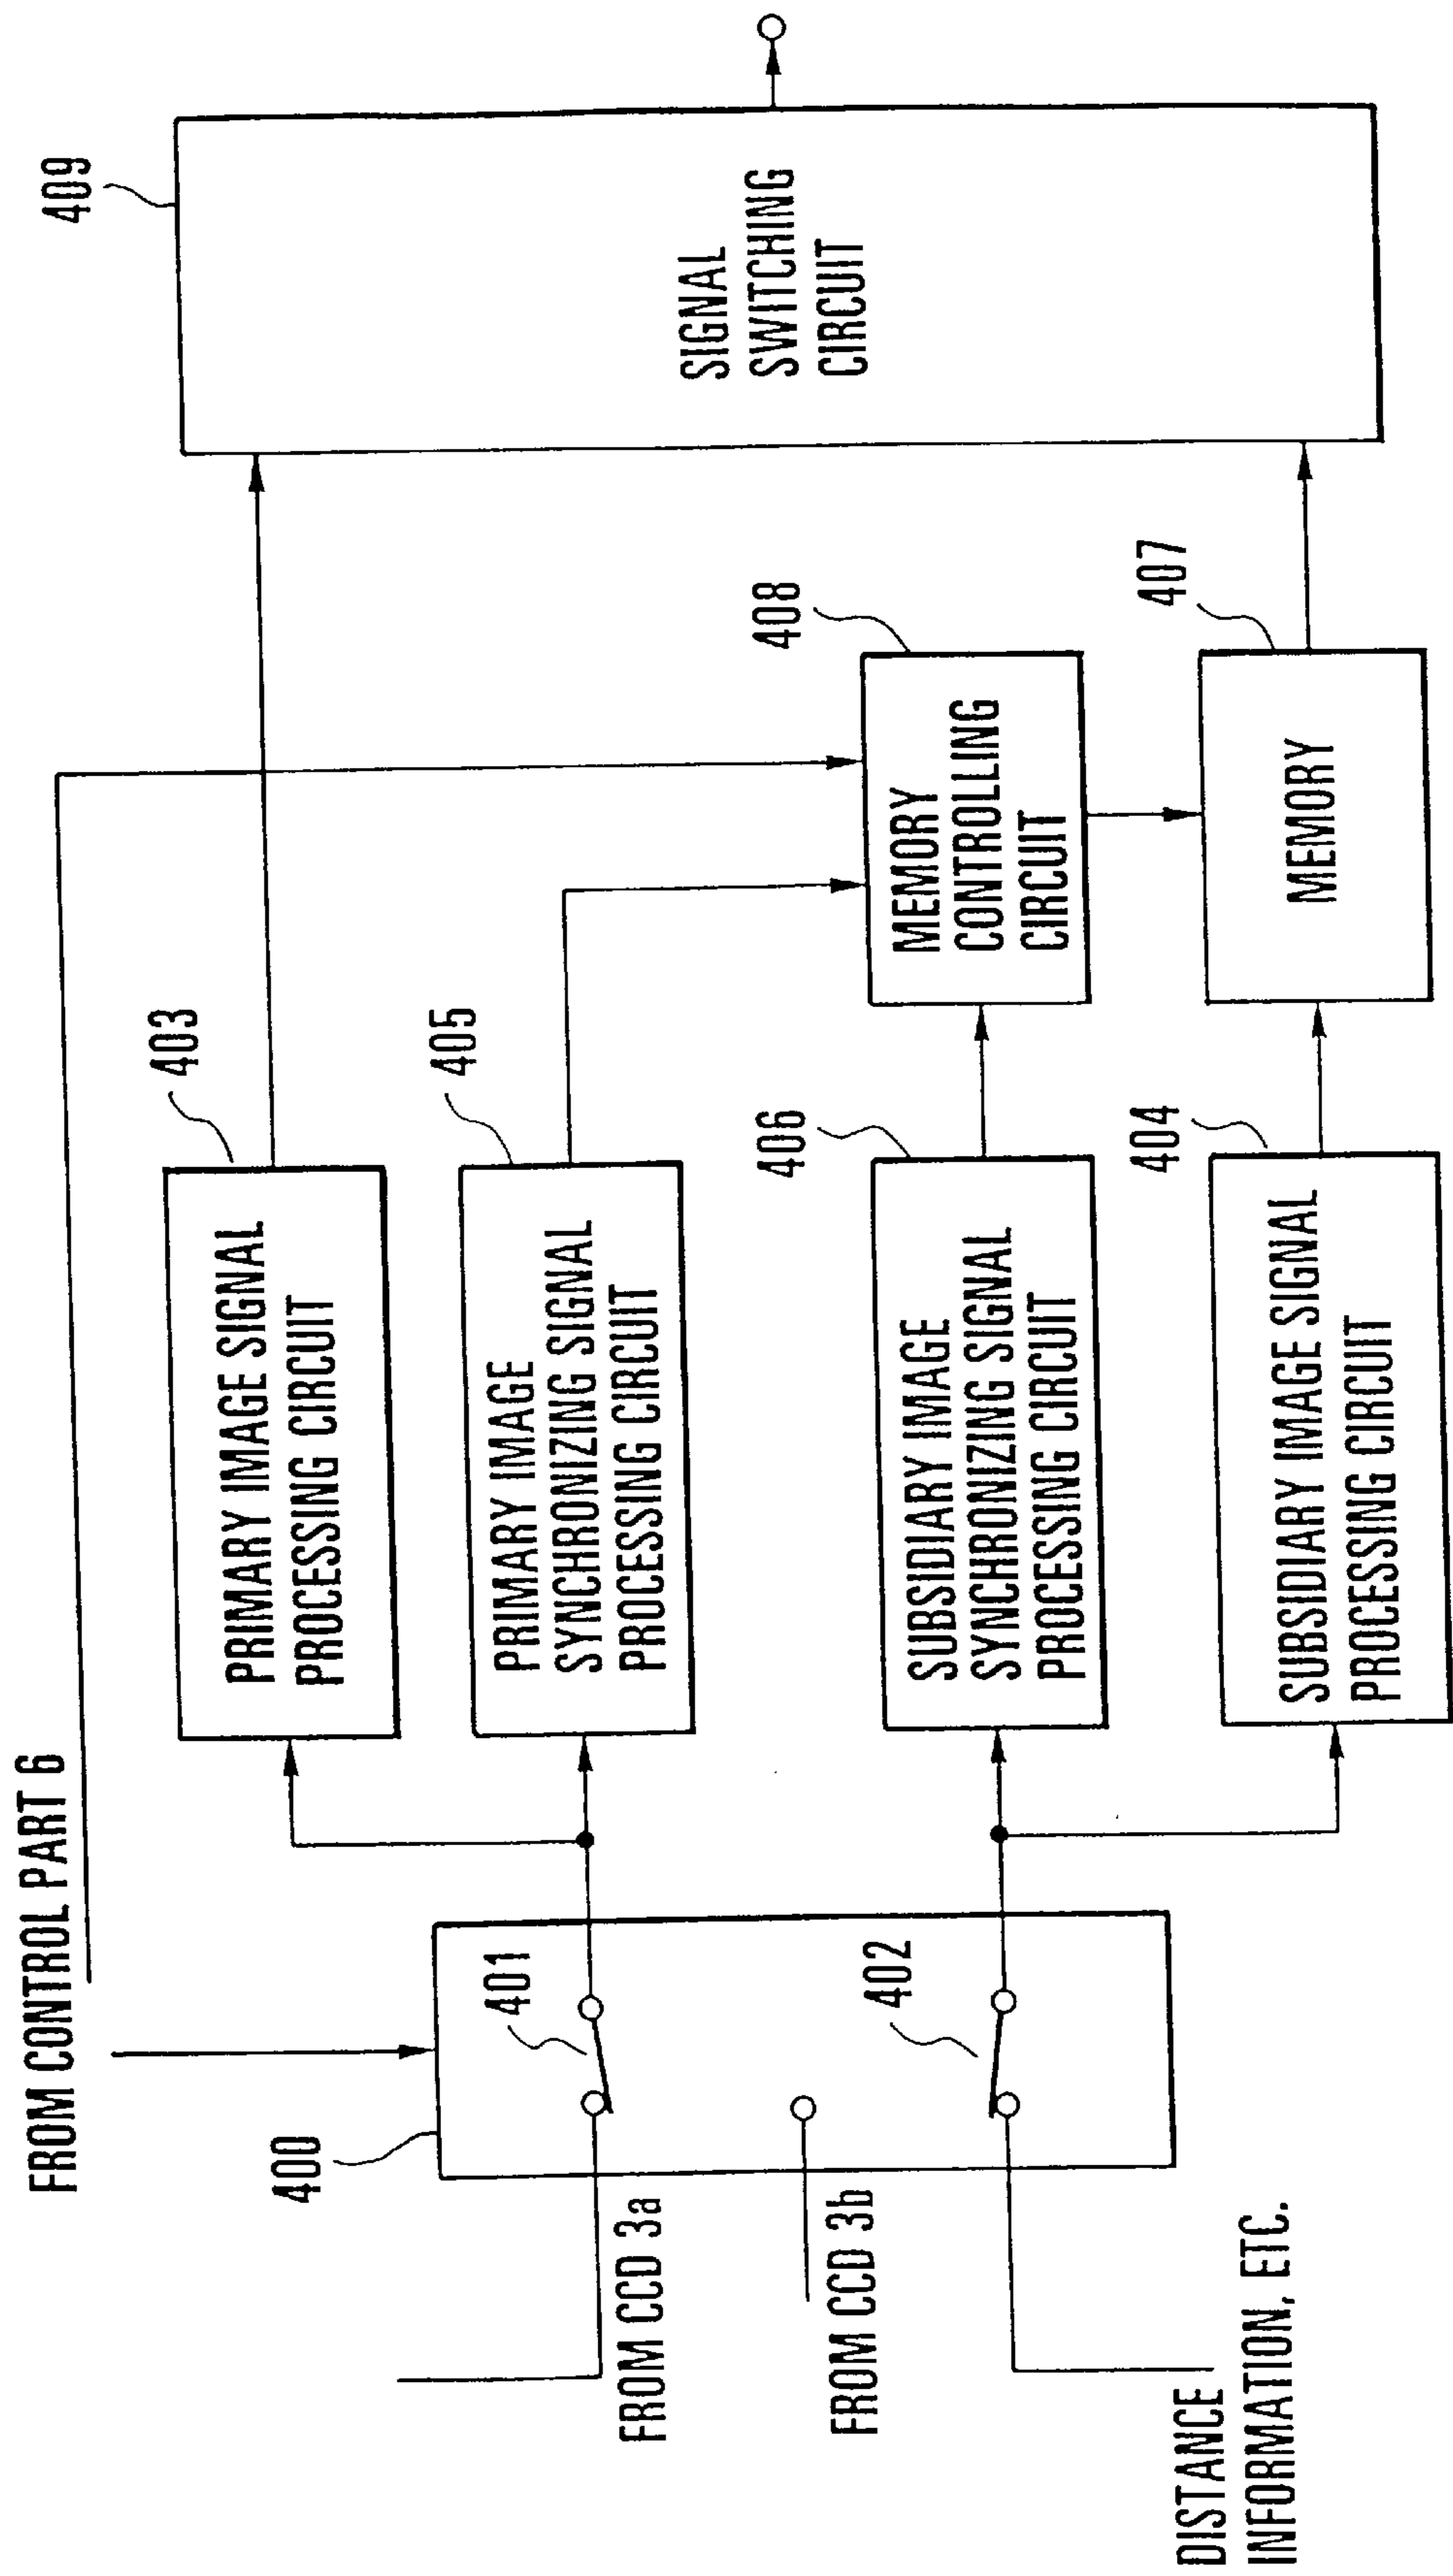 FROM CONTROL PART 6
400
401
402
FROM CCD 3a
FROM CCD 3b
DISTANCE
INFORMATION, ETC.
403
PRIMARY IMAGE SIGNAL
PROCESSING CIRCUIT
405
PRIMARY IMAGE
SYNCHRONIZING SIGNAL
PROCESSING CIRCUIT
406
SUBSIDIARY IMAGE
SYNCHRONIZING SIGNAL
PROCESSING CIRCUIT
404
SUBSIDIARY IMAGE SIGNAL
PROCESSING CIRCUIT
408
MEMORY
CONTROLLING
CIRCUIT
407
MEMORY
409
SIGNAL
SWITCHING
CIRCUIT